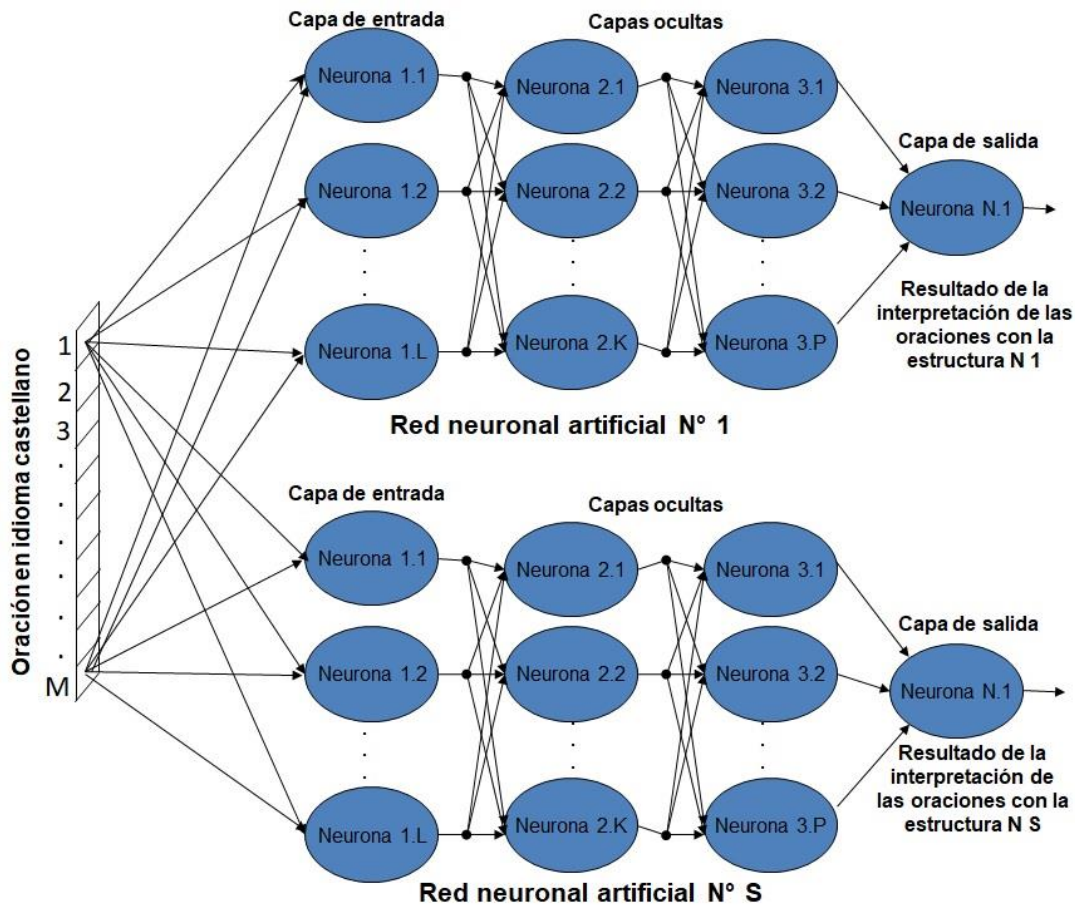 Capa de entrada
Capas ocultas
Neurona 1.1
Neurona 2.1
Neurona 3.1
Capa de salida
Neurona 1.2
Neurona 2.2
Neurona 3.2
Neurona N.1
. . .
. . .
. . .
Neurona 1.L
Neurona 2.K
Neurona 3.P
Resultado de la
interpretación de las
oraciones con la
estructura N 1
Red neuronal artificial N° 1
Oración en idioma castellano
1
2
3
.
.
.
.
.
.
M
Capa de entrada
Capas ocultas
Neurona 1.1
Neurona 2.1
Neurona 3.1
Capa de salida
Neurona 1.2
Neurona 2.2
Neurona 3.2
Neurona N.1
. . .
. . .
. . .
Neurona 1.L
Neurona 2.K
Neurona 3.P
Resultado de la
interpretación de
las oraciones con la
estructura N S
Red neuronal artificial N° S